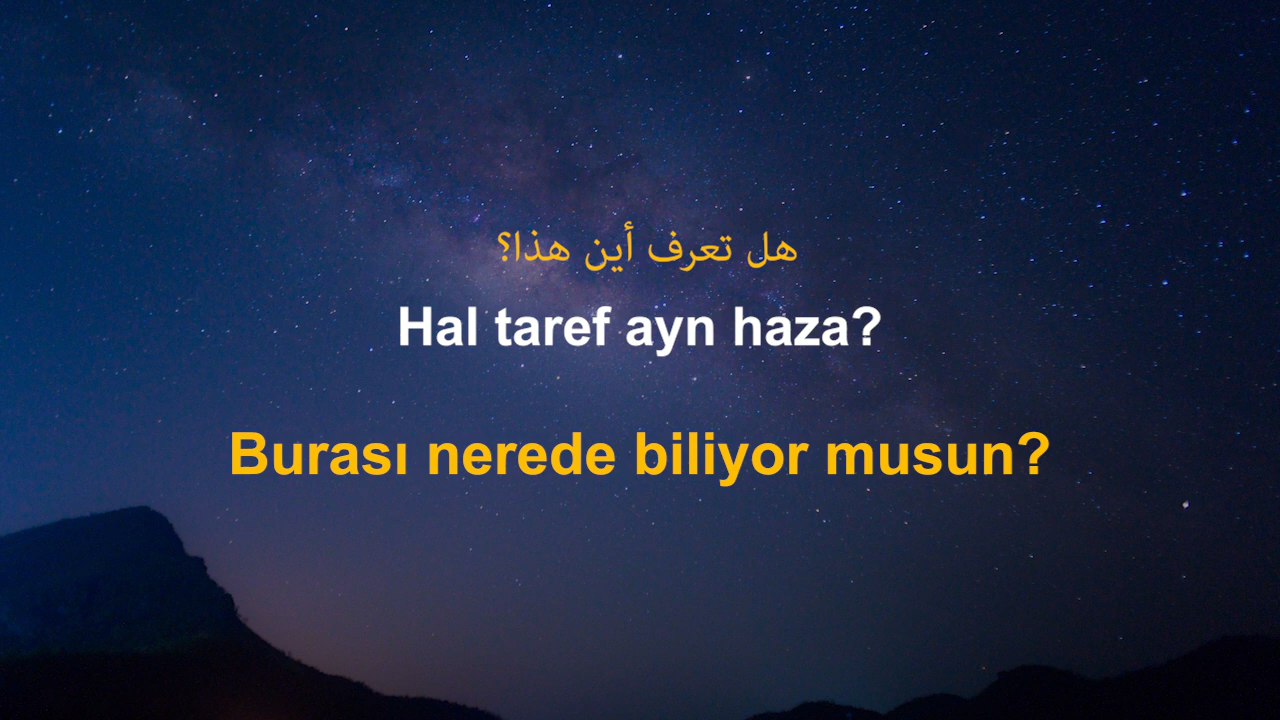 هل تعرف أين هذا؟
Hal taref ayn haza?
Burası nerede biliyor musun?